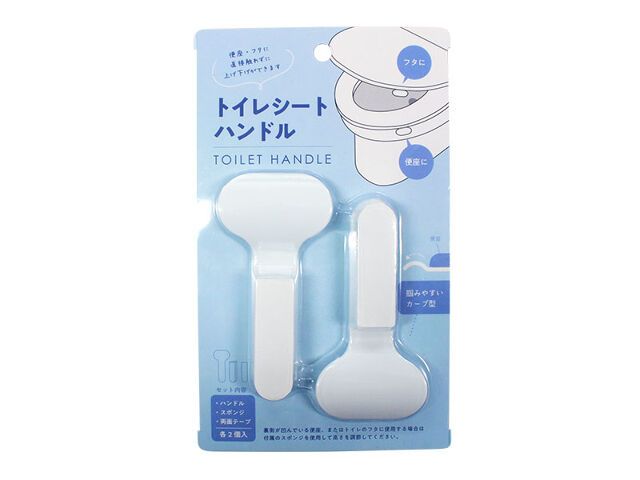 便座・フタに
直接触れずに
上げ下げができます
トイレシート
ハンドル
TOILET HANDLE
フタに
便座に
便座
掴みやすい
カーブ型
セット内容
・ハンドル
・スポンジ
・両面テープ
各2個入
裏側が凹んでいる便座、またはトイレのフタに使用する場合は
付属のスポンジを使用して高さを調節してください。